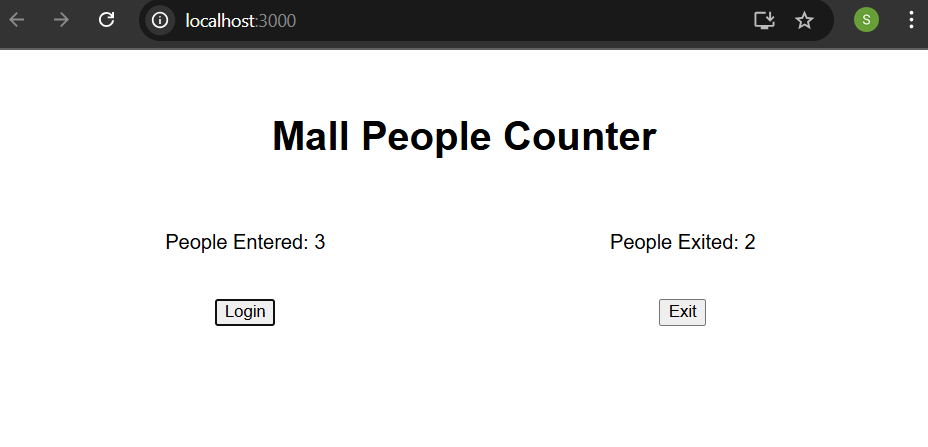 localhost:3000
S
Mall People Counter
People Entered: 3
People Exited: 2
Login
Exit